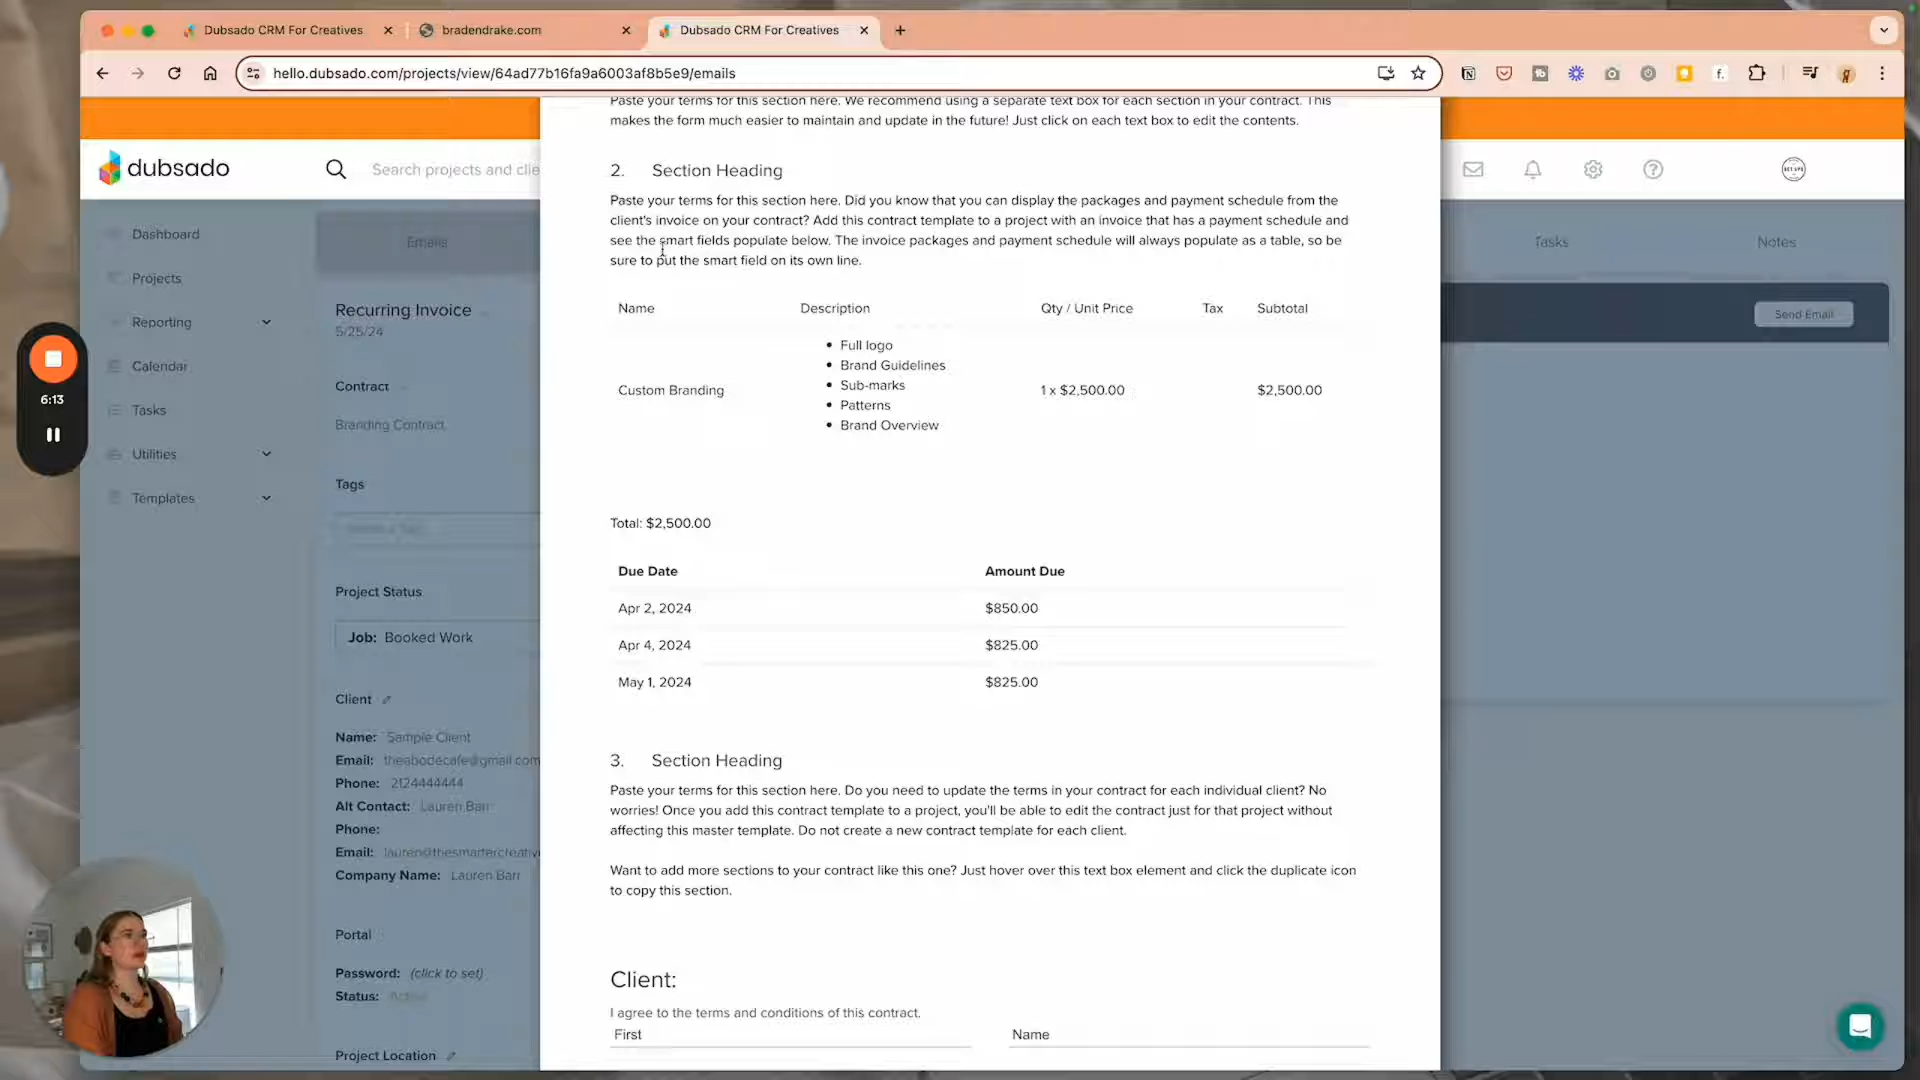 Dubsado CRM For Creatives
bradendrake.com
Dubsado CRM For Creatives
hello.dubsado.com/projects/view/64ad77b16fa9a6003af8b5e9/emails
Paste your terms for this section here. We recommend using a separate text box for each section in your contract. This
makes the form much easier to maintain and update in the future! Just click on each text box to edit the contents.
dubsado
Search projects and clie
2. Section Heading
Paste your terms for this section here. Did you know that you can display the packages and payment schedule from the
client's invoice on your contract? Add this contract template to a project with an invoice that has a payment schedule and
see the smart fields populate below. The invoice packages and payment schedule will always populate as a table, so be
sure to put the smart field on its own line.
Dashboard
Projects
Reporting
Calendar
Tasks
Utilities
Templates
6:13
Emails
Tasks
Notes
Send Email
Recurring Invoice
5/25/24
Contract
Branding Contract
Tags
Project Status
Job: Booked Work
Client
Name: Sample Client
Email: theabodecafe@gmail.com
Phone: 2124444444
Alt Contact: Lauren Barr
Phone:
Email: lauren@thesmartercreativ
Company Name: Lauren Barr
Portal
Password: (click to set)
Status: Active
Project Location
Name Description Qty / Unit Price Tax Subtotal
Full logo
Brand Guidelines
Sub-marks
Patterns
Brand Overview
Custom Branding 1 x $2,500.00 $2,500.00
Total: $2,500.00
Due Date Amount Due
Apr 2, 2024 $850.00
Apr 4, 2024 $825.00
May 1, 2024 $825.00
3. Section Heading
Paste your terms for this section here. Do you need to update the terms in your contract for each individual client? No
worries! Once you add this contract template to a project, you'll be able to edit the contract just for that project without
affecting this master template. Do not create a new contract template for each client.
Want to add more sections to your contract like this one? Just hover over this text box element and click the duplicate icon
to copy this section.
Client:
I agree to the terms and conditions of this contract.
First Name